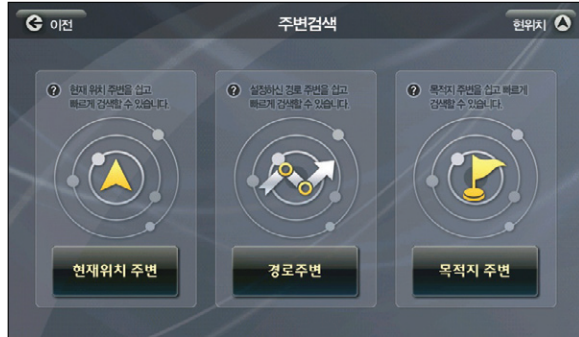 이전
주변검색
현위치
? 현재 위치 주변을 쉽고
빠르게 검색할 수 있습니다.
? 설정하신 경로 주변을 쉽고
빠르게 검색할 수 있습니다.
? 목적지 주변을 쉽고 빠르게
검색할 수 있습니다.
현재위치 주변
경로주변
목적지 주변